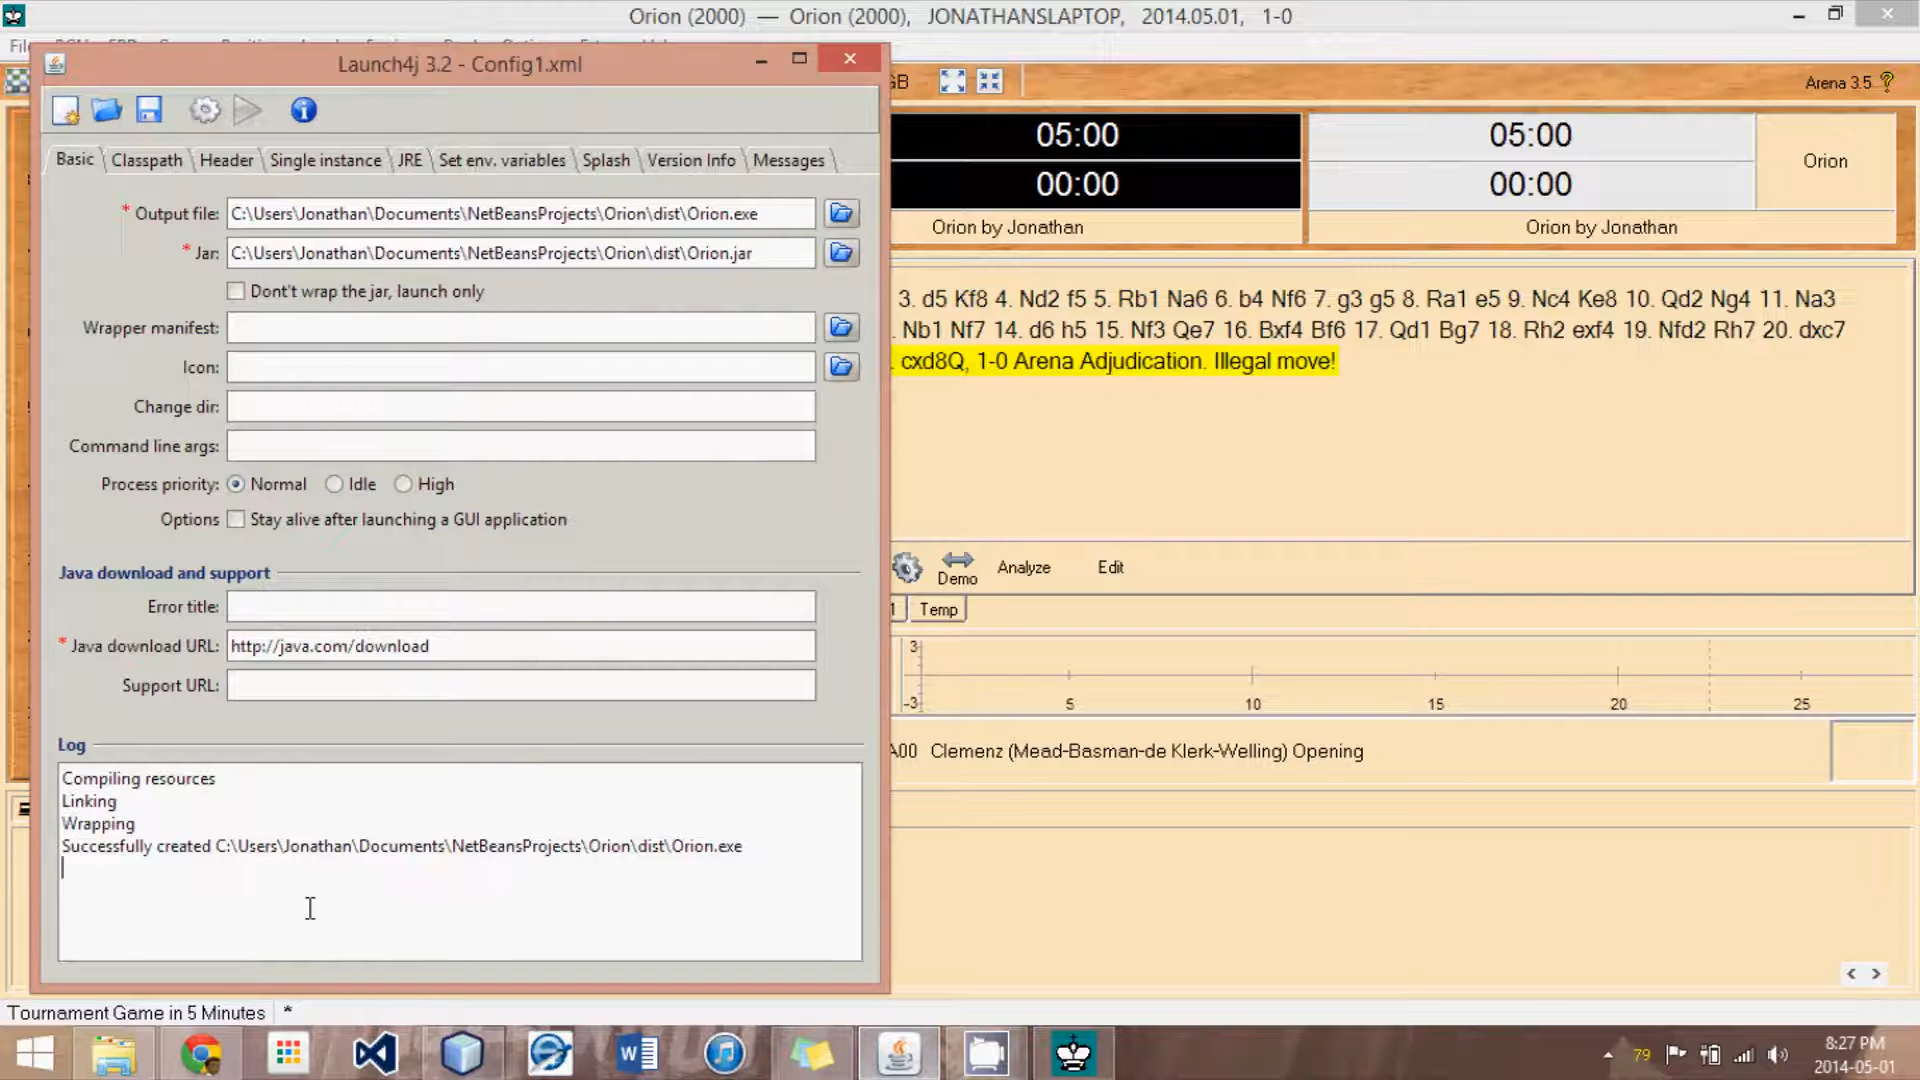 Orion (2000) — Orion (2000), JONATHANSLAPTOP, 2014.05.01, 1-0
Launch4j 3.2 - Config1.xml
Basic Classpath Header Single instance JRE Set env. variables Splash Version Info Messages
* Output file: C:\Users\Jonathan\Documents\NetBeansProjects\Orion\dist\Orion.exe
* Jar: C:\Users\Jonathan\Documents\NetBeansProjects\Orion\dist\Orion.jar
Dont't wrap the jar, launch only
Wrapper manifest:
Icon:
Change dir:
Command line args:
Process priority: Normal Idle High
Options Stay alive after launching a GUI application
Java download and support
Error title:
* Java download URL: http://java.com/download
Support URL:
Log
Compiling resources
Linking
Wrapping
Successfully created C:\Users\Jonathan\Documents\NetBeansProjects\Orion\dist\Orion.exe
GB
Arena 3.5
05:00 05:00
Orion
00:00 00:00
Orion by Jonathan Orion by Jonathan
3. d5 Kf8 4. Nd2 f5 5. Rb1 Na6 6. b4 Nf6 7. g3 g5 8. Ra1 e5 9. Nc4 Ke8 10. Qd2 Ng4 11. Na3
. Nb1 Nf7 14. d6 h5 15. Nf3 Qe7 16. Bxf4 Bf6 17. Qd1 Bg7 18. Rh2 exf4 19. Nfd2 Rh7 20. dxc7
. cxd8Q, 1-0 Arena Adjudication. Illegal move!
Demo Analyze Edit
1 Temp
3
-3 5 10 15 20 25
A00 Clemenz (Mead-Basman-de Klerk-Welling) Opening
Tournament Game in 5 Minutes *
79
8:27 PM
2014-05-01